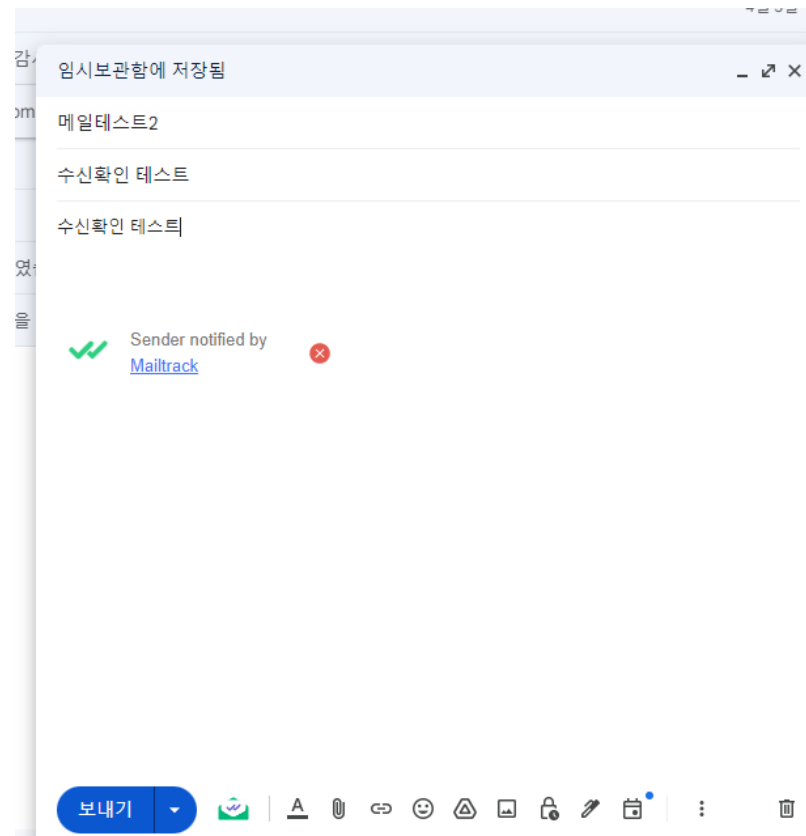 임시보관함에 저장됨
메일테스트2
수신확인 테스트
수신확인 테스트
Sender notified by
Mailtrack
보내기